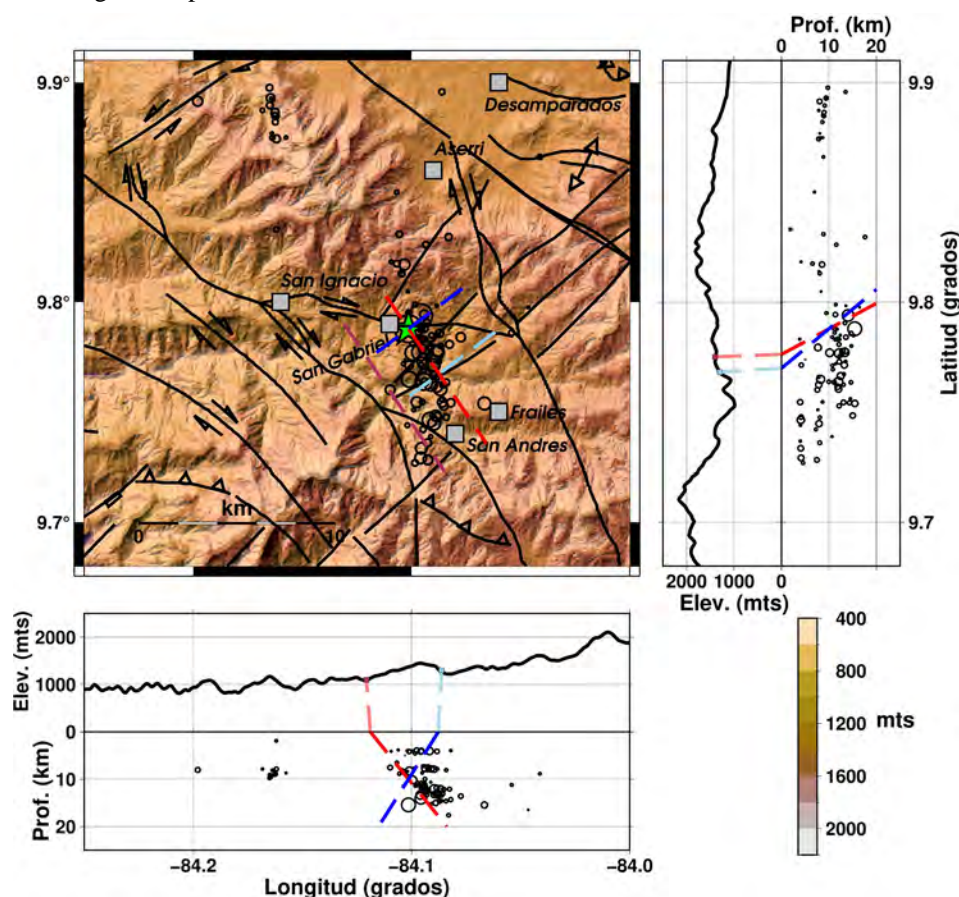 Prof. (km)
0 10 20
9.9°
9.8°
9.7°
Desamparados
Aserri
San Ignacio
San Gabriel
Frailes
San Andres
km
0 10
9.9
9.8
9.7
Latitud (grados)
2000 1000 0
Elev. (mts)
Elev. (mts)
2000
1000
0
Prof. (km)
10
20
−84.2 −84.1 −84.0
Longitud (grados)
400
800
1200
1600
2000
mts